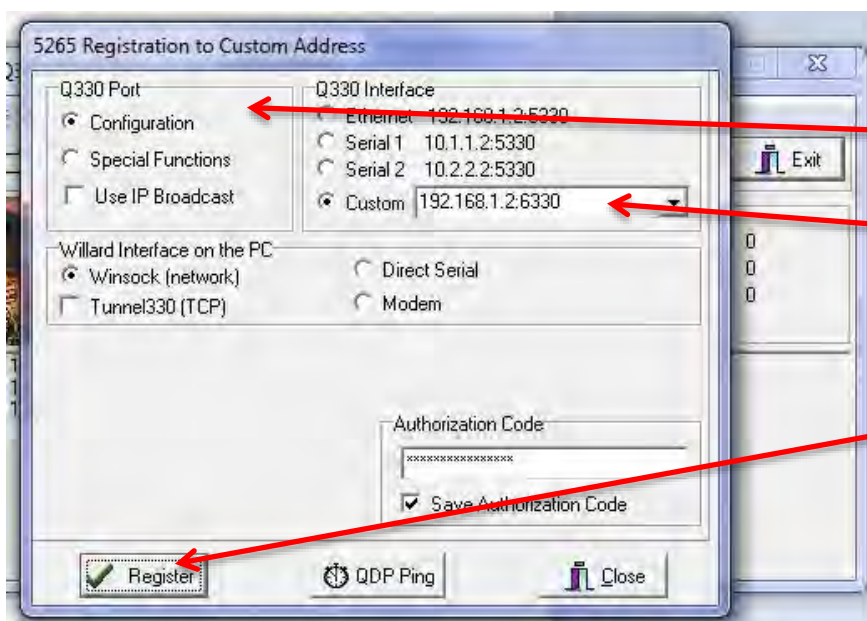 5265 Registration to Custom Address
Q330 Port
Configuration
Special Functions
Use IP Broadcast
Q330 Interface
Ethernet 192.168.1.2:5330
Serial 1 10.1.1.2:5330
Serial 2 10.2.2.2:5330
Custom 192.168.1.2:6330
Willard Interface on the PC
Winsock (network)
Direct Serial
Tunnel330 (TCP)
Modem
Authorization Code
****************
Save Authorization Code
Register
QDP Ping
Close
Exit
0
0
0